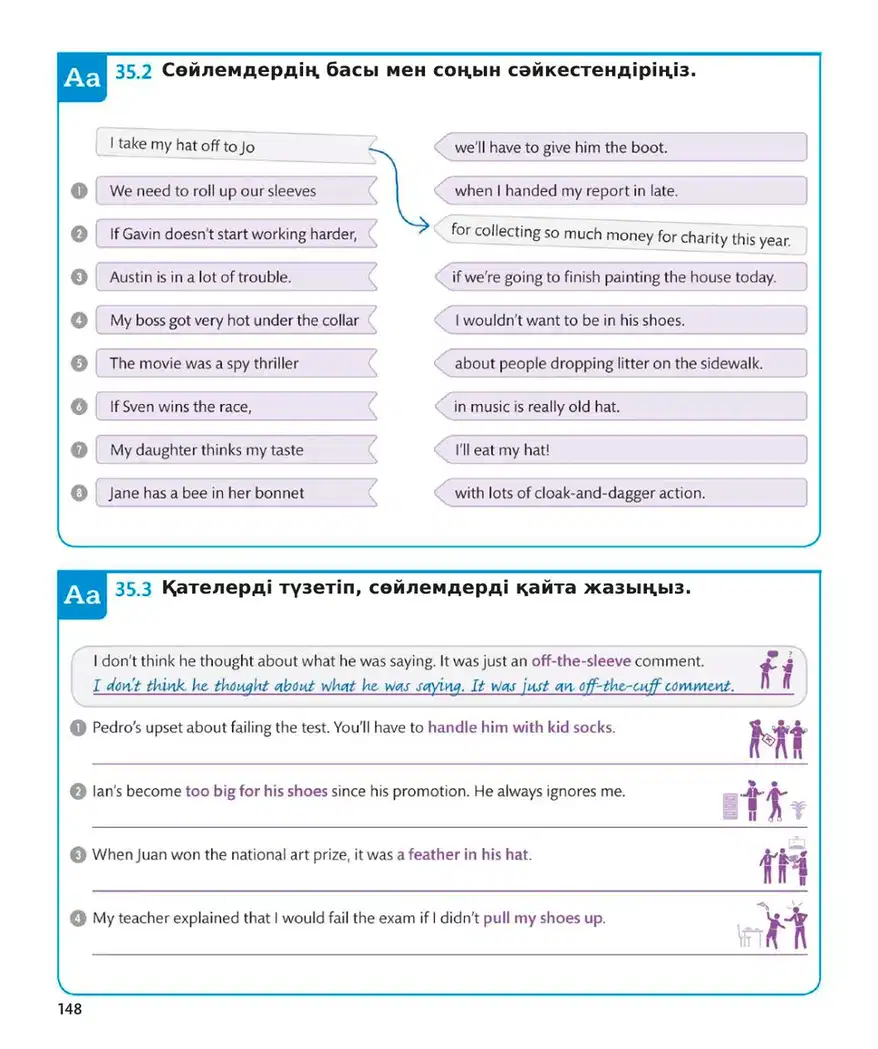 Aa 35.2 Сөйлемдердің басы мен соңын сәйкестендіріңіз.
I take my hat off to Jo
we'll have to give him the boot.
1 We need to roll up our sleeves
when I handed my report in late.
2 If Gavin doesn't start working harder,
for collecting so much money for charity this year.
3 Austin is in a lot of trouble.
if we're going to finish painting the house today.
4 My boss got very hot under the collar
I wouldn't want to be in his shoes.
5 The movie was a spy thriller
about people dropping litter on the sidewalk.
6 If Sven wins the race,
in music is really old hat.
7 My daughter thinks my taste
I'll eat my hat!
8 Jane has a bee in her bonnet
with lots of cloak-and-dagger action.
Aa 35.3 Қателерді түзетіп, сөйлемдерді қайта жазыңыз.
I don't think he thought about what he was saying. It was just an off-the-sleeve comment.
I don't think he thought about what he was saying. It was just an off-the-cuff comment.
1 Pedro's upset about failing the test. You'll have to handle him with kid socks.
2 Ian's become too big for his shoes since his promotion. He always ignores me.
3 When Juan won the national art prize, it was a feather in his hat.
4 My teacher explained that I would fail the exam if I didn't pull my shoes up.
148